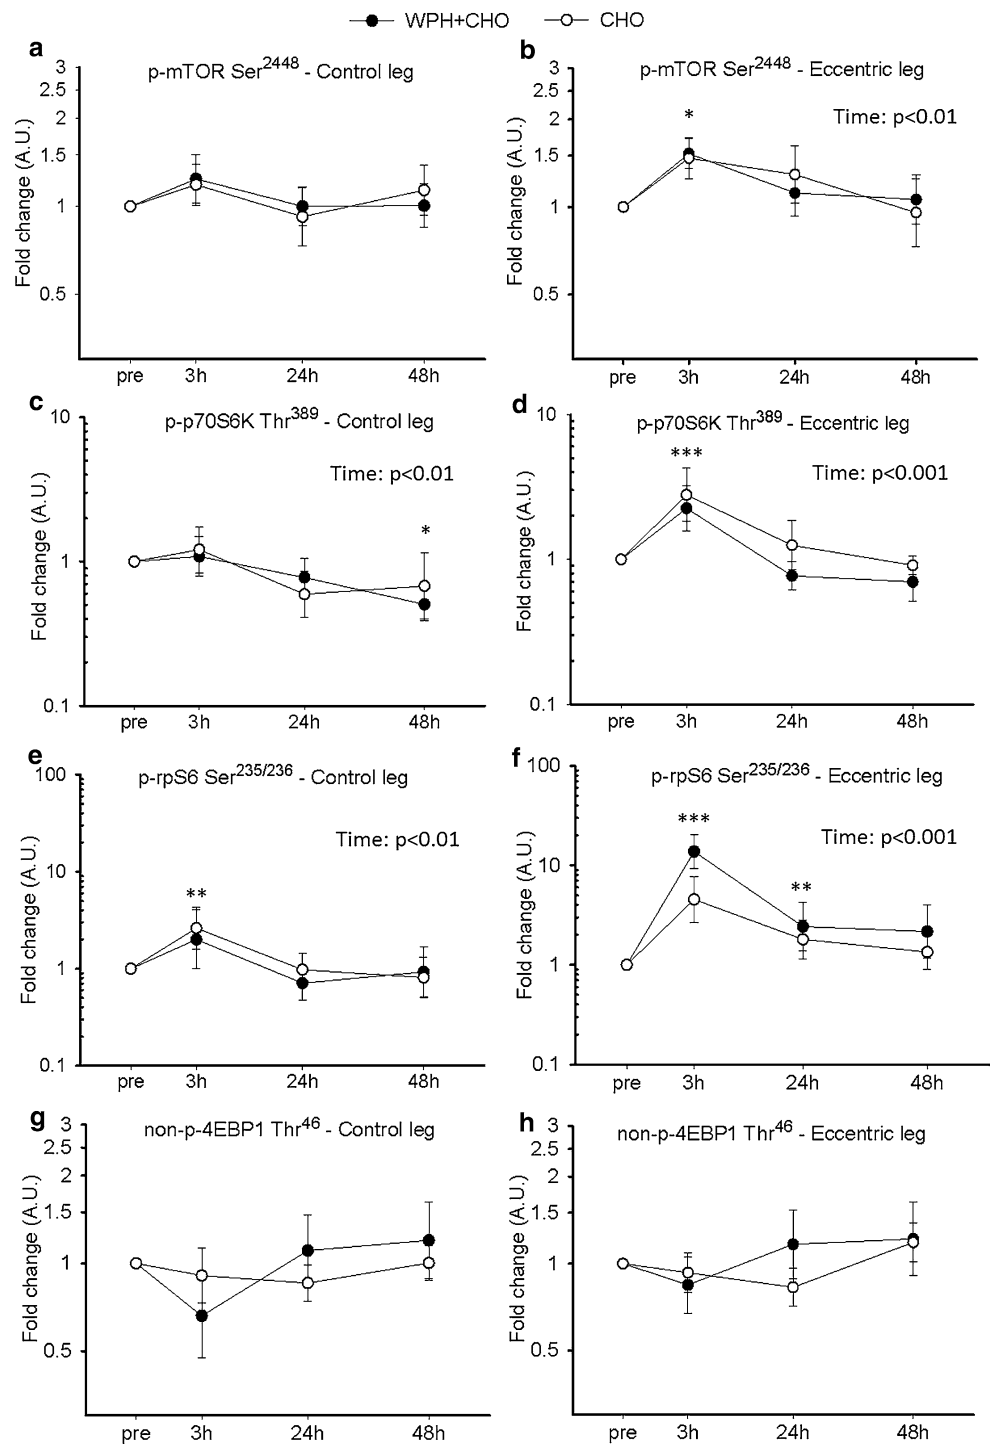 WPH+CHO CHO
a
p-mTOR Ser2448 - Control leg
Fold change (A.U.)
3
2.5
2
1.5
1
0.5
pre 3h 24h 48h
b
p-mTOR Ser2448 - Eccentric leg
Time: p<0.01
*
Fold change (A.U.)
3
2.5
2
1.5
1
0.5
pre 3h 24h 48h
c
p-p70S6K Thr389 - Control leg
Time: p<0.01
*
Fold change (A.U.)
10
1
0.1
pre 3h 24h 48h
d
p-p70S6K Thr389 - Eccentric leg
***
Time: p<0.001
Fold change (A.U.)
10
1
0.1
pre 3h 24h 48h
e
p-rpS6 Ser235/236 - Control leg
Time: p<0.01
**
Fold change (A.U.)
100
10
1
0.1
pre 3h 24h 48h
f
p-rpS6 Ser235/236 - Eccentric leg
***
Time: p<0.001
**
Fold change (A.U.)
100
10
1
0.1
pre 3h 24h 48h
g
non-p-4EBP1 Thr46 - Control leg
Fold change (A.U.)
3
2.5
2
1.5
1
0.5
pre 3h 24h 48h
h
non-p-4EBP1 Thr46 - Eccentric leg
Fold change (A.U.)
3
2.5
2
1.5
1
0.5
pre 3h 24h 48h